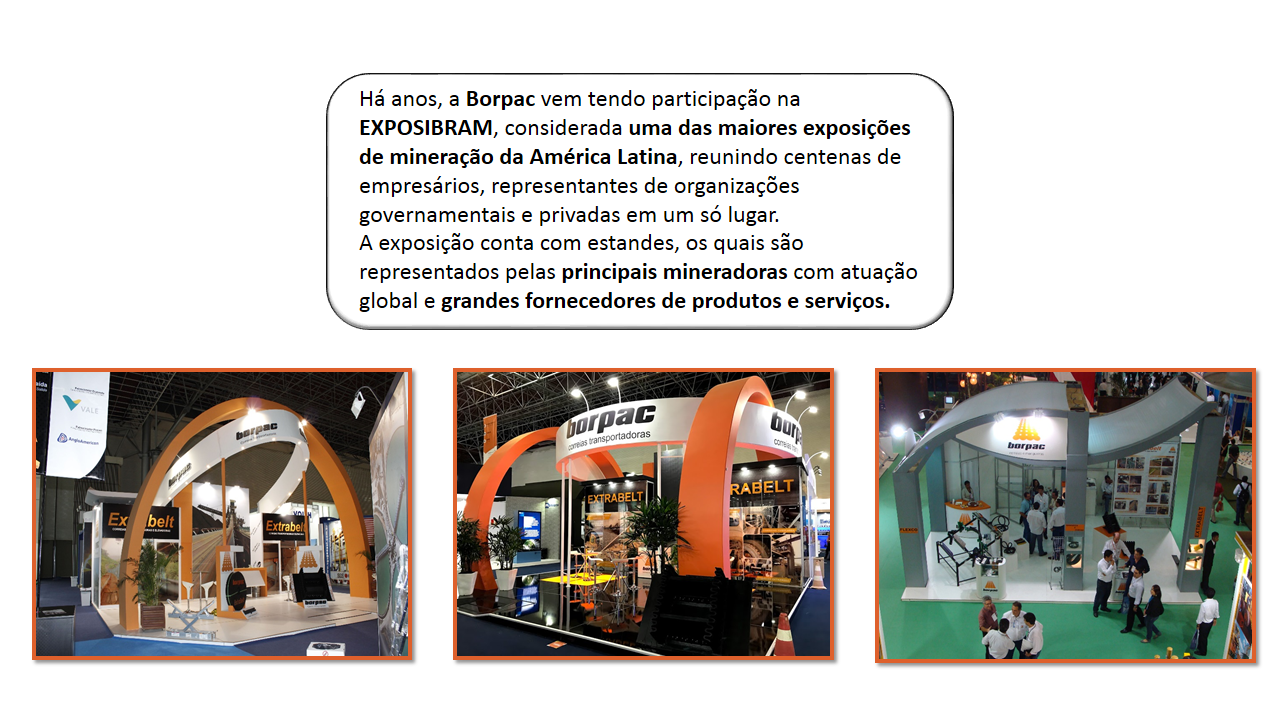 Há anos, a Borpac vem tendo participação na
EXPOSIBRAM, considerada uma das maiores exposições
de mineração da América Latina, reunindo centenas de
empresários, representantes de organizações
governamentais e privadas em um só lugar.
A exposição conta com estandes, os quais são
representados pelas principais mineradoras com atuação
global e grandes fornecedores de produtos e serviços.
VALE
AngloAmerican
borpac
borpac
Extrabelt
Extrabelt
borpac
borpac
correias transportadoras
EXTRABELT
borpac
EXTRABELT